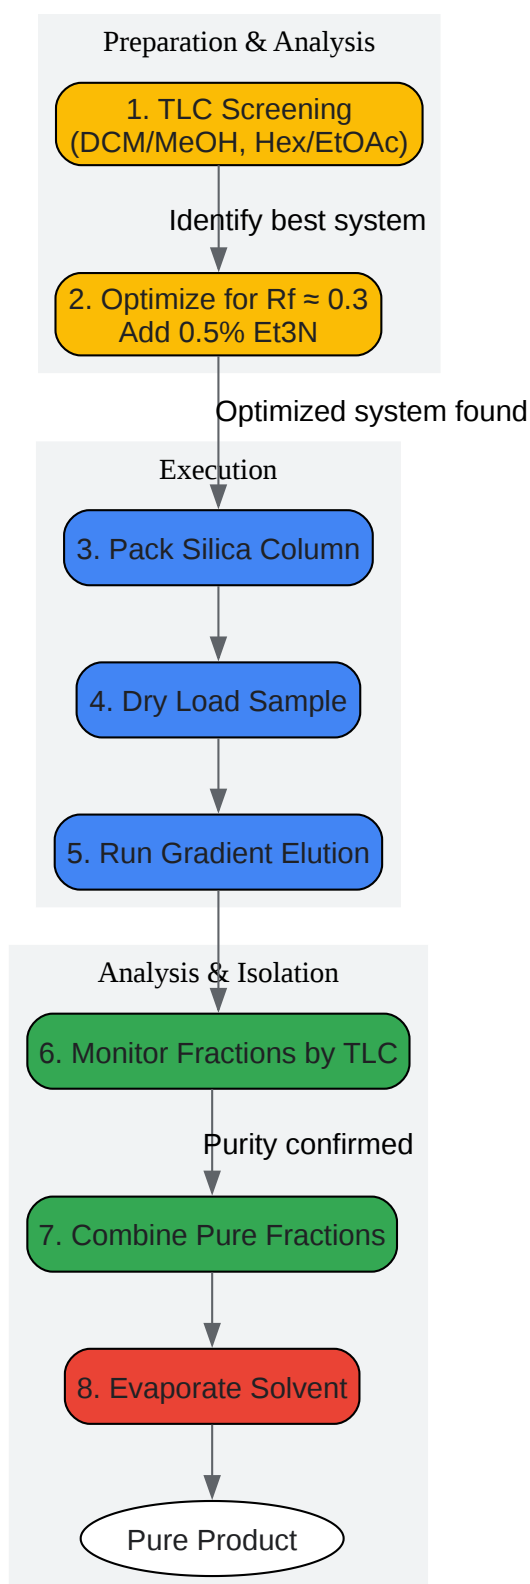 Preparation & Analysis
1. TLC Screening
(DCM/MeOH, Hex/EtOAc)
Identify best system
2. Optimize for Rf ≈ 0.3
Add 0.5% Et3N
Optimized system found
Execution
3. Pack Silica Column
4. Dry Load Sample
5. Run Gradient Elution
Analysis & Isolation
6. Monitor Fractions by TLC
Purity confirmed
7. Combine Pure Fractions
8. Evaporate Solvent
Pure Product